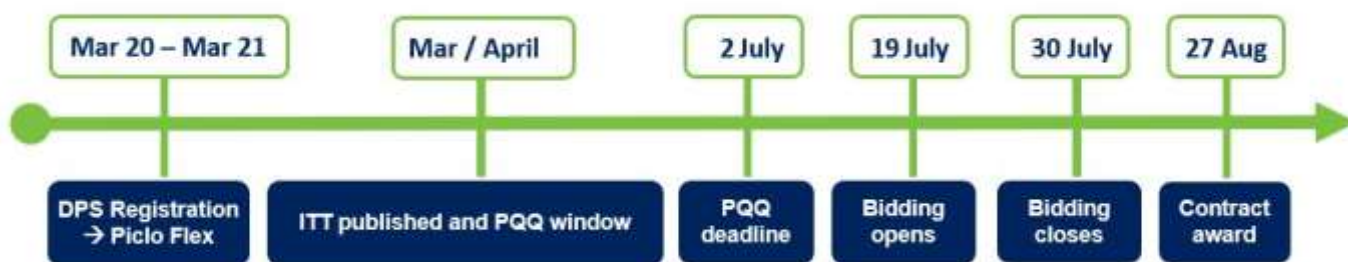 Mar 20 – Mar 21
Mar / April
2 July
19 July
30 July
27 Aug
DPS Registration
→ Piclo Flex
ITT published and PQQ window
PQQ
deadline
Bidding
opens
Bidding
closes
Contract
award